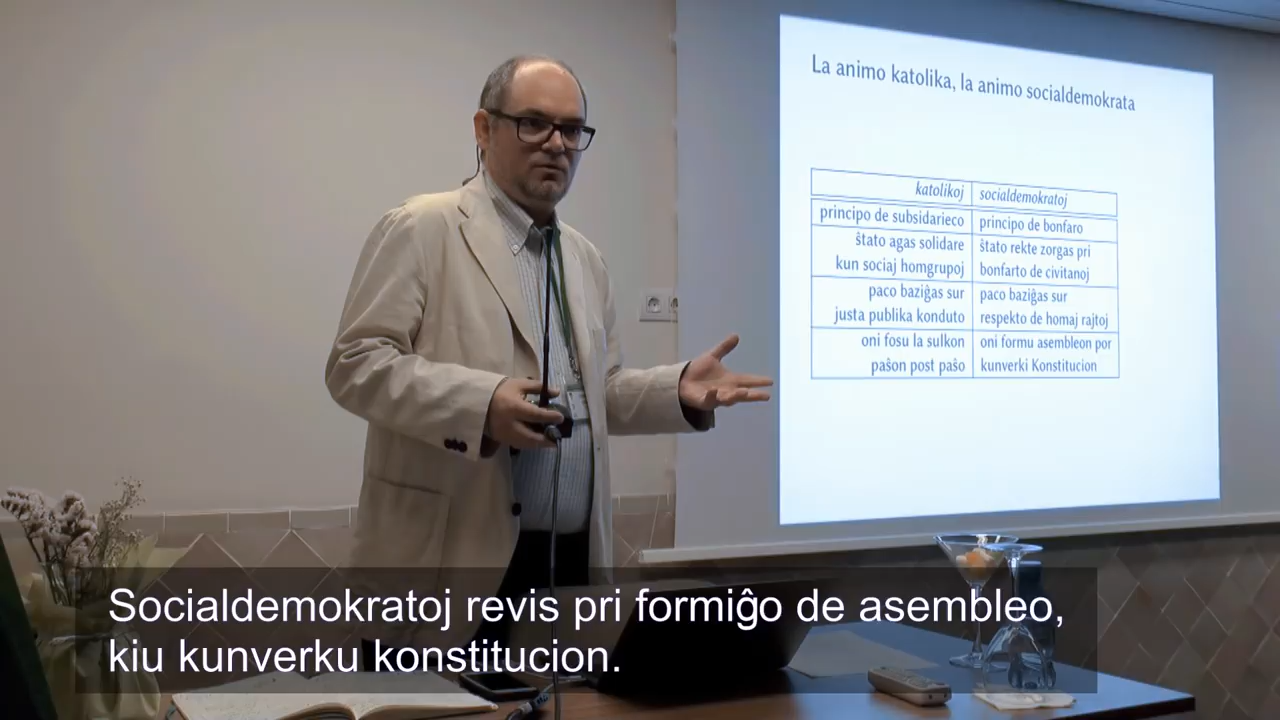 La animo katolika, la animo socialdemokrata
katolikoj socialdemokratoj
principo de subsidarieco principo de bonfaro
ŝtato agas solidare ŝtato rekte zorgas pri
kun sociaj homgrupoj bonfarto de civitanoj
paco baziĝas sur paco baziĝas sur
justa publika konduto respekto de homaj rajtoj
oni fosu la sulkon oni formu asembleon por
paŝon post paŝo kunverki Konstitucion
Socialdemokratoj revis pri formiĝo de asembleo,
kiu kunverku konstitucion.